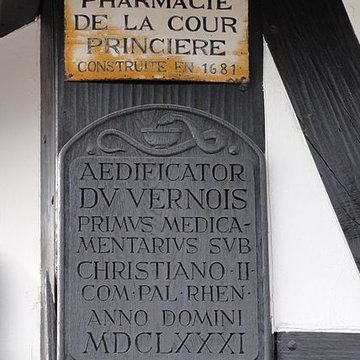 PHARMACIE
DE LA COUR
PRINCIERE
CONSTRUITE EN 1681
AEDIFICATOR
DV VERNOIS
PRIMVS MEDICA-
MENTARIVS SVB
CHRISTIANO·II·
COM·PAL·RHEN·
ANNO DOMINI
MDCLXXXI